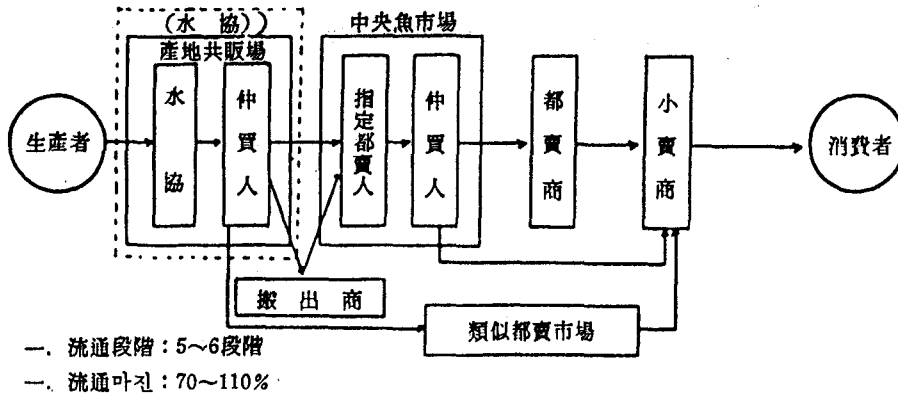 (水 協))
産地共販場
中央魚市場
生産者
水協
仲買人
指定都賣人
仲買人
都賣商
小賣商
消費者
搬出商
類似都賣市場
一. 流通段階 : 5~6段階
一. 流通마진 : 70~110%